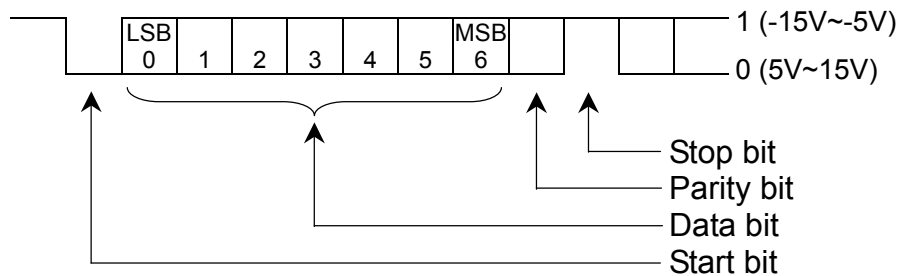 1 (-15V~-5V)
LSB MSB
0 1 2 3 4 5 6
0 (5V~15V)
Stop bit
Parity bit
Data bit
Start bit